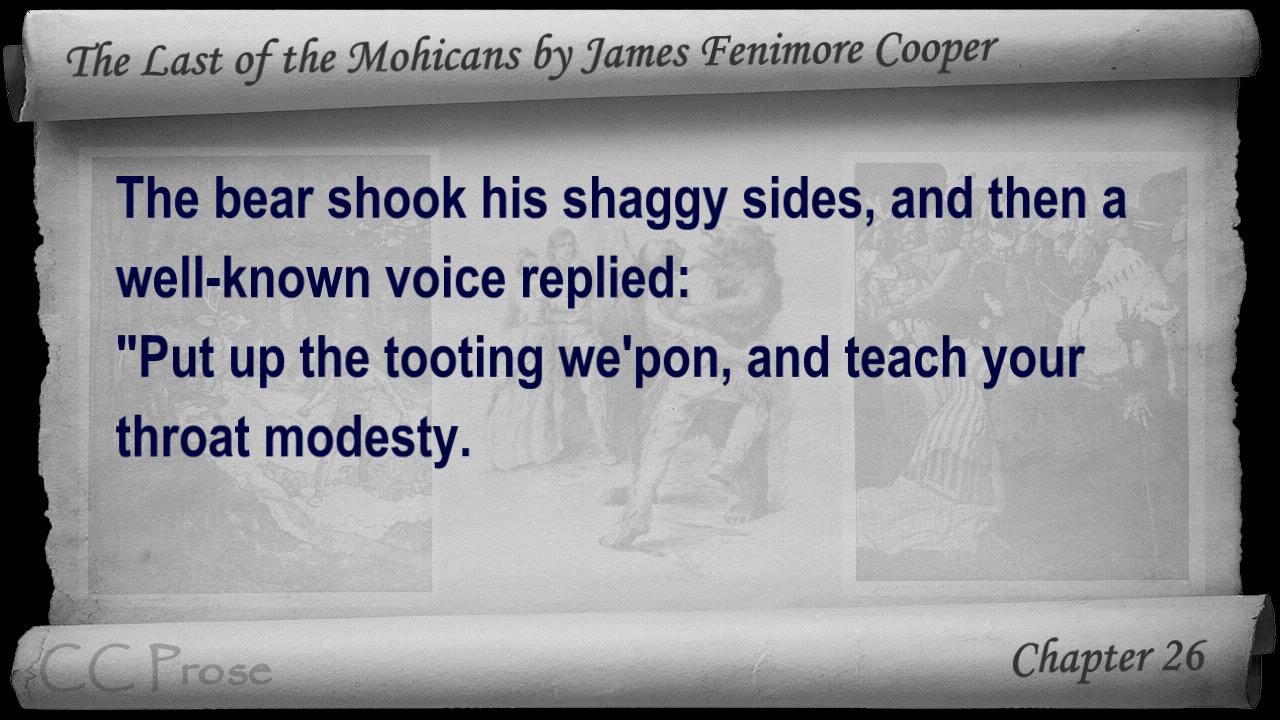 The Last of the Mohicans by James Fenimore Cooper
The bear shook his shaggy sides, and then a
well-known voice replied:
"Put up the tooting we'pon, and teach your
throat modesty.
CC Prose
Chapter 26